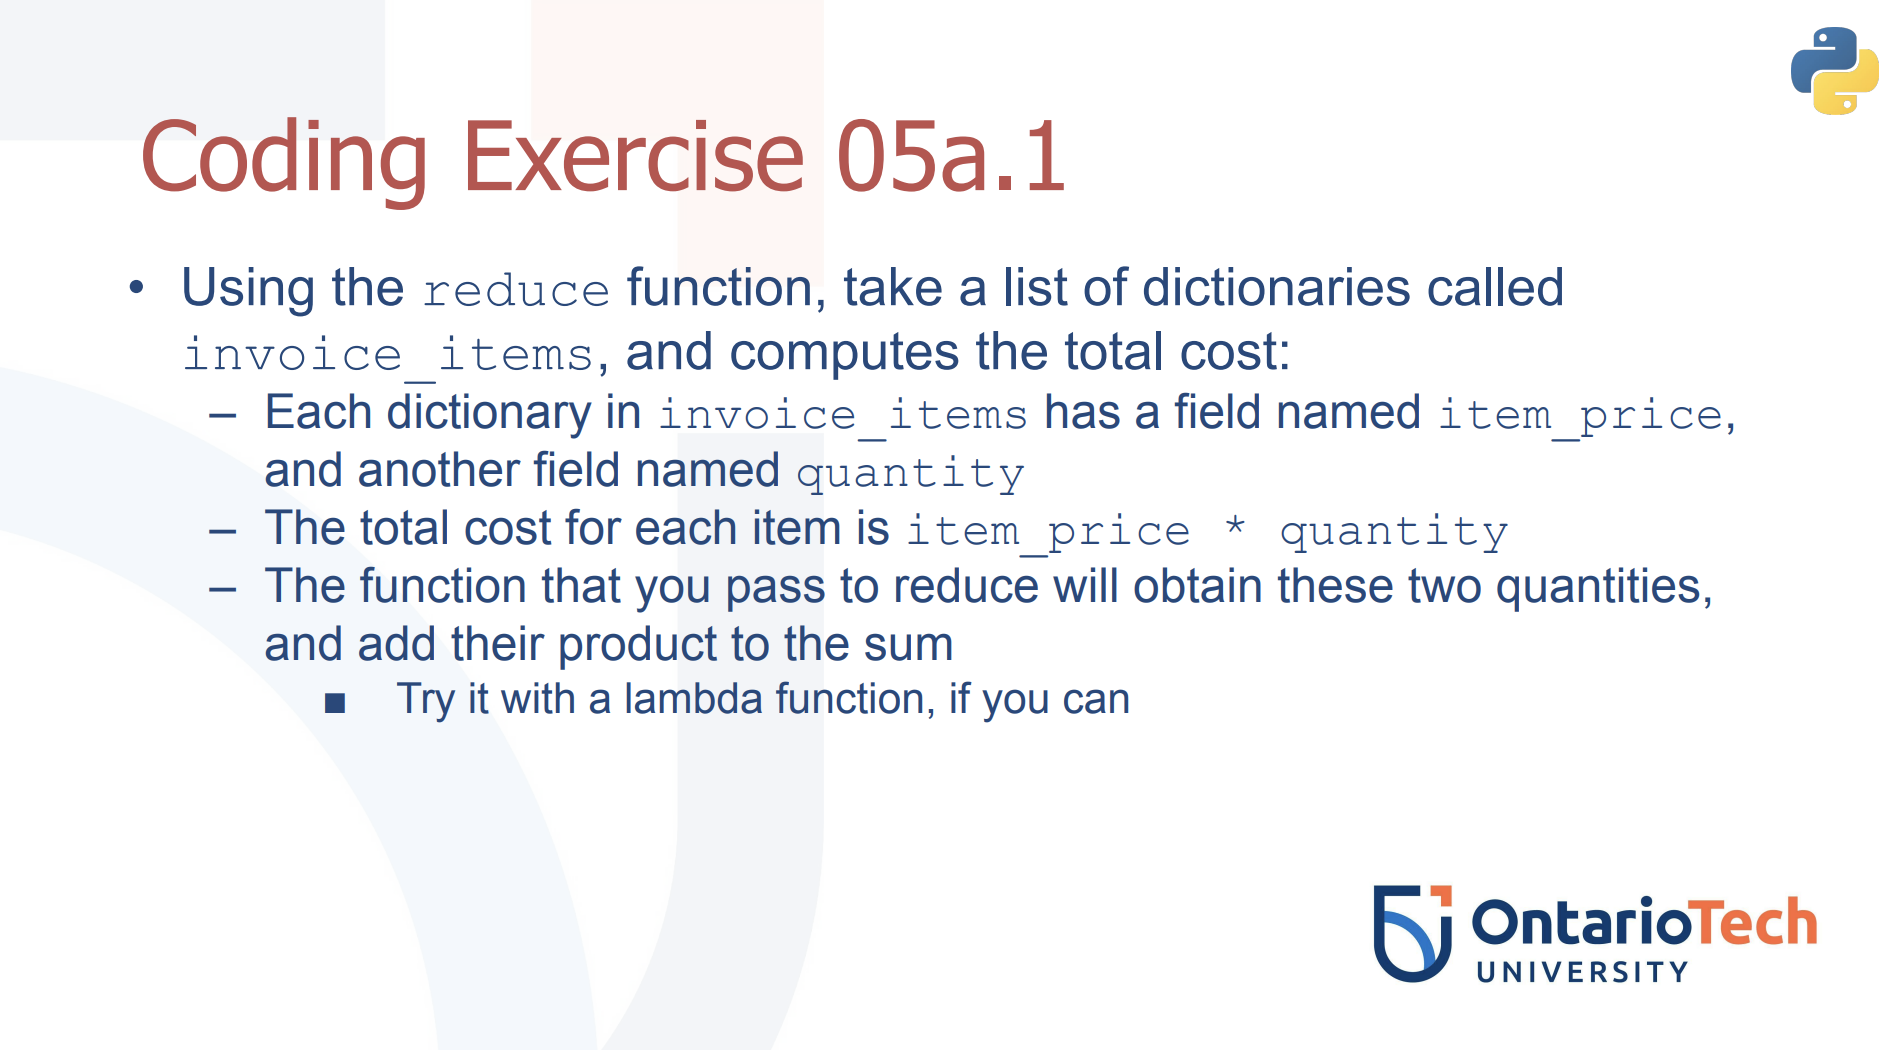 Coding Exercise 05a.1
• Using the reduce function, take a list of dictionaries called
invoice_items, and computes the total cost:
– Each dictionary in invoice_items has a field named item_price,
and another field named quantity
– The total cost for each item is item_price * quantity
– The function that you pass to reduce will obtain these two quantities,
and add their product to the sum
■ Try it with a lambda function, if you can
OntarioTech
UNIVERSITY